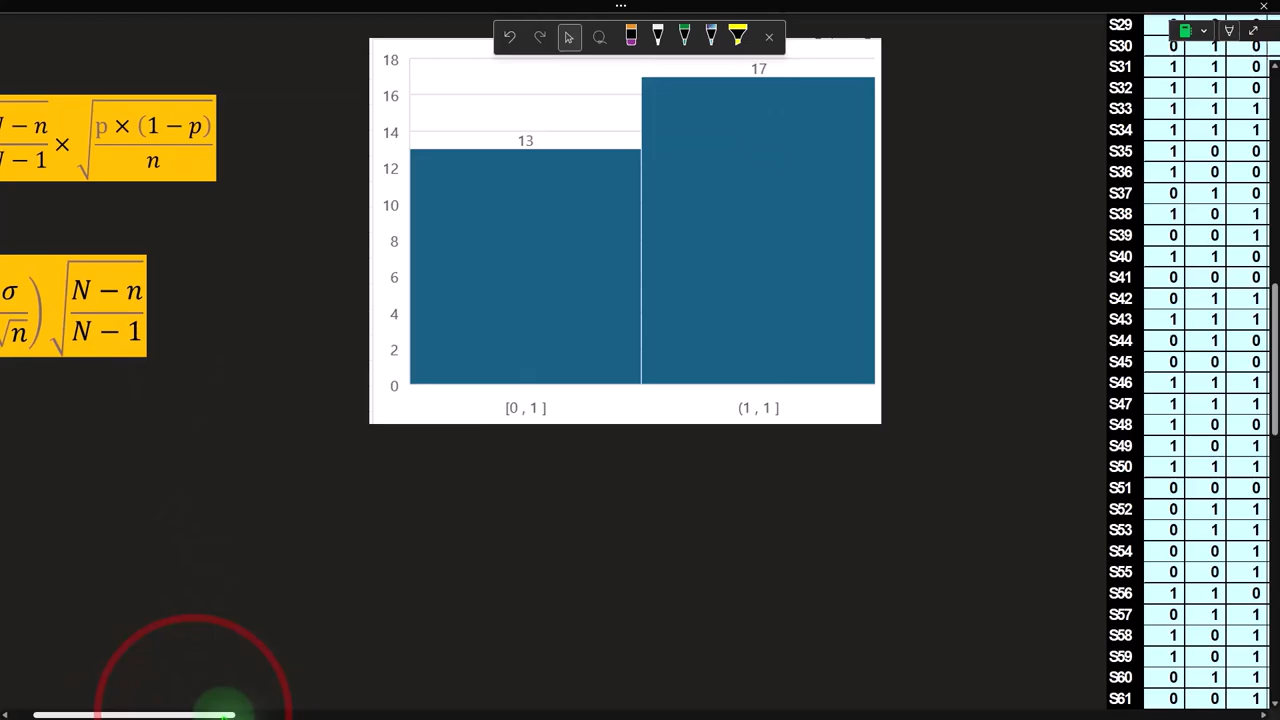 N − n
N − 1
×
√
p × (1 − p)
n
σ
√n
)
√
N − n
N − 1
18
16
14
12
10
8
6
4
2
0
13
17
[0 , 1 ]
(1 , 1 ]
S29
S30 0 1 0
S31 1 1 0
S32 1 1 0
S33 1 1 1
S34 1 1 1
S35 1 0 0
S36 1 0 0
S37 0 1 0
S38 1 0 1
S39 0 0 1
S40 1 1 0
S41 0 0 0
S42 0 1 1
S43 1 1 1
S44 0 1 0
S45 0 0 0
S46 1 1 1
S47 1 1 1
S48 1 0 0
S49 1 0 1
S50 1 1 1
S51 0 0 0
S52 0 1 1
S53 0 1 1
S54 0 0 1
S55 0 0 1
S56 1 1 0
S57 0 1 1
S58 1 0 1
S59 1 0 1
S60 0 1 1
S61 0 0 1